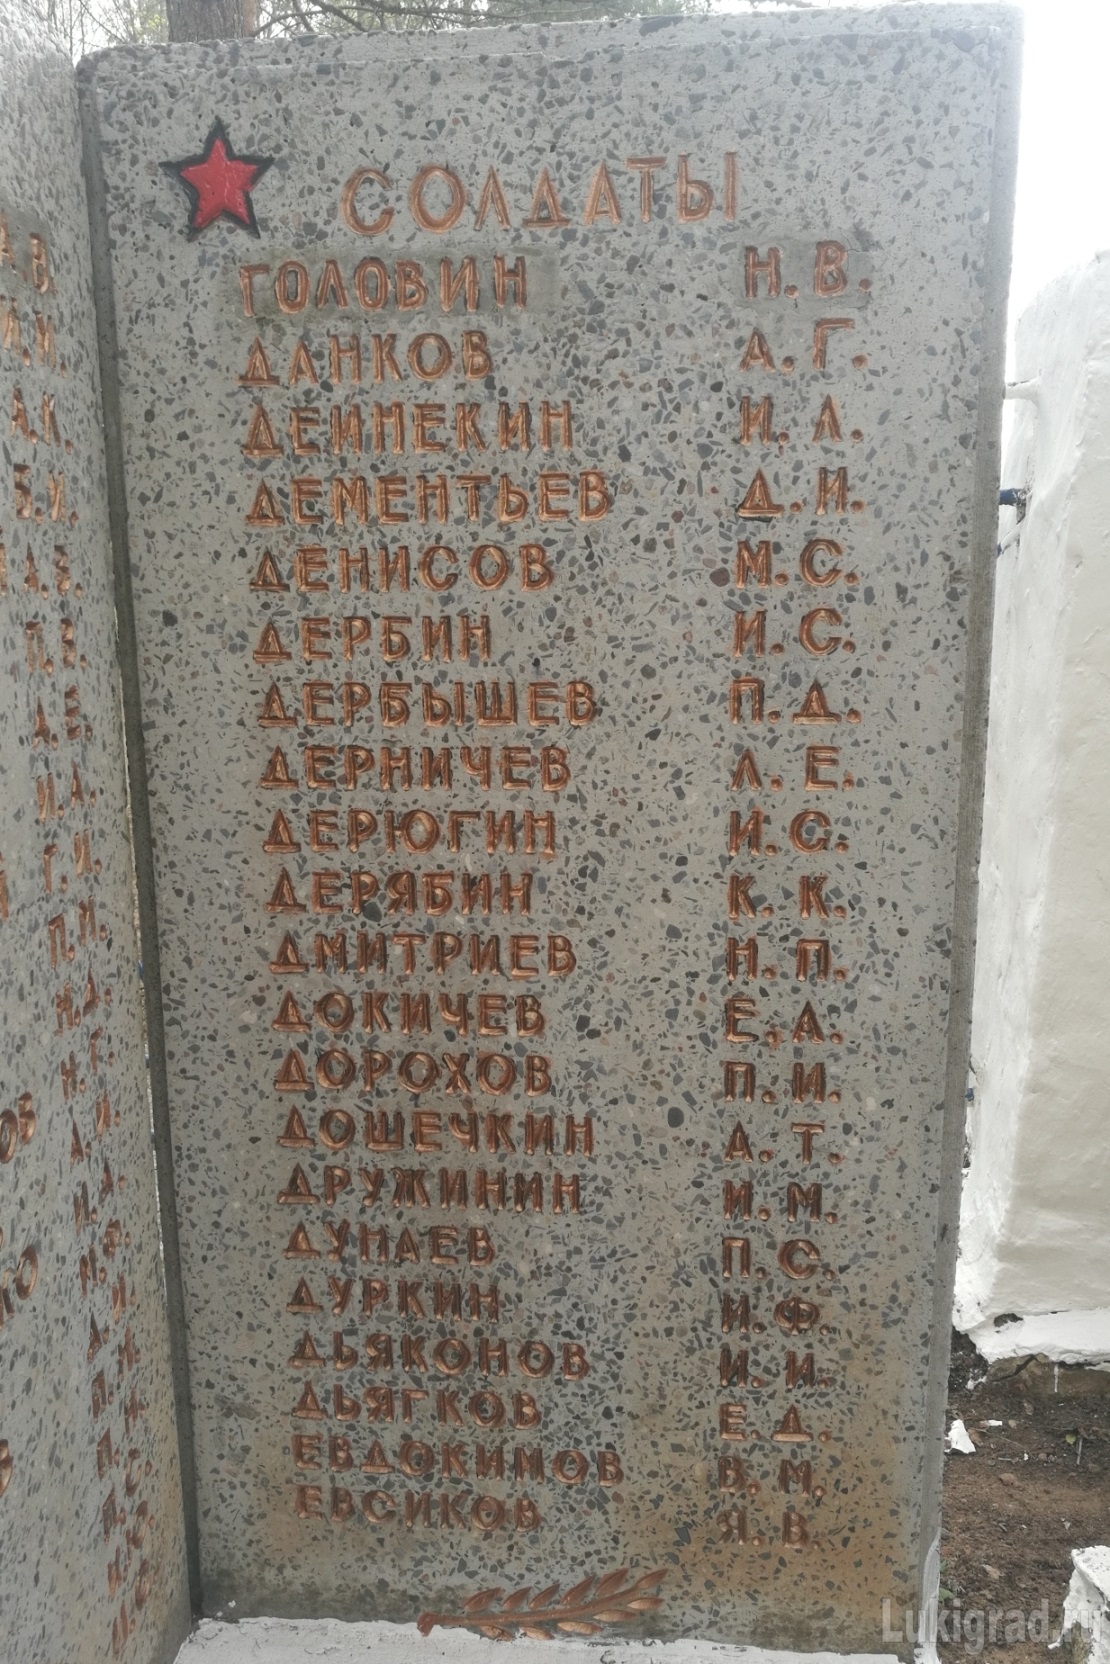 СОЛДАТЫ
ГОЛОВИН Н.В.
ДАНКОВ А.Г.
ДЕИНЕКИН И.Л.
ДЕМЕНТЬЕВ Д.И.
ДЕНИСОВ М.С.
ДЕРБИН И.С.
ДЕРБЫШЕВ П.Д.
ДЕРНИЧЕВ Л.Е.
ДЕРЮГИН И.С.
ДЕРЯБИН К.К.
ДМИТРИЕВ Н.П.
ДОКИЧЕВ Е.А.
ДОРОХОВ П.И.
ДОШЕЧКИН А.Т.
ДРУЖИНИН И.М.
ДУНАЕВ П.С.
ДУРКИН Н.Ф.
ДЬЯКОНОВ И.И.
ДЬЯГКОВ Е.Д.
ЕВДОКИМОВ В.М.
ЕВСИКОВ Я.В.
Lukigrad.ru